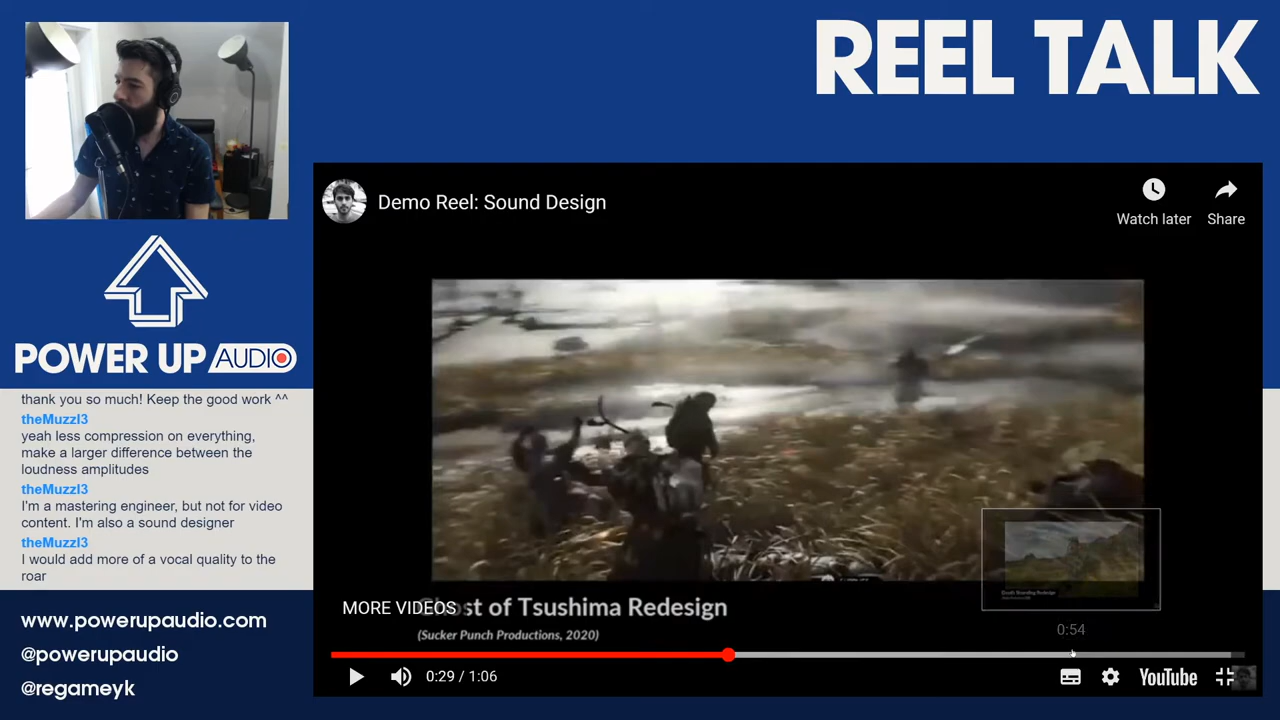 REEL TALK
Demo Reel: Sound Design
Watch later
Share
POWER UP AUDIO
thank you so much! Keep the good work ^^
theMuzzl3
yeah less compression on everything,
make a larger difference between the
loudness amplitudes
theMuzzl3
I'm a mastering engineer, but not for video
content. I'm also a sound designer
theMuzzl3
I would add more of a vocal quality to the
roar
www.powerupaudio.com
@powerupaudio
@regameyk
Death Stranding Redesign
0:54
MORE VIDEOS
st of Tsushima Redesign
(Sucker Punch Productions, 2020)
0:29 / 1:06
YouTube